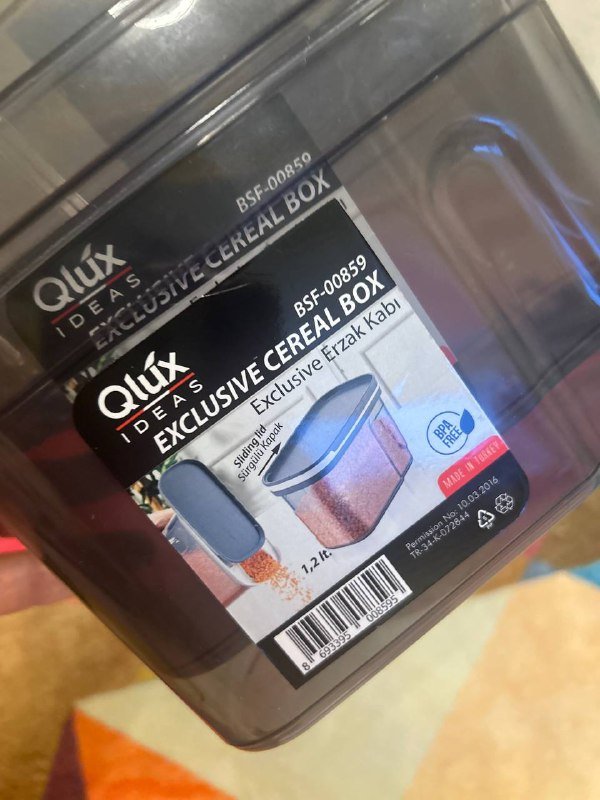 BSF-00859
Qlux
IDEAS
EXCLUSIVE CEREAL BOX
BSF-00859
Qlúx
IDEAS
EXCLUSIVE CEREAL BOX
Exclusive Erzak Kabı
Sliding lid
Sürgülü Kapak
BPA
FREE
MADE IN TURKEY
1,2 lt.
Permission No: 10.03.2016
TR-34-K-072844
8 693395 008595